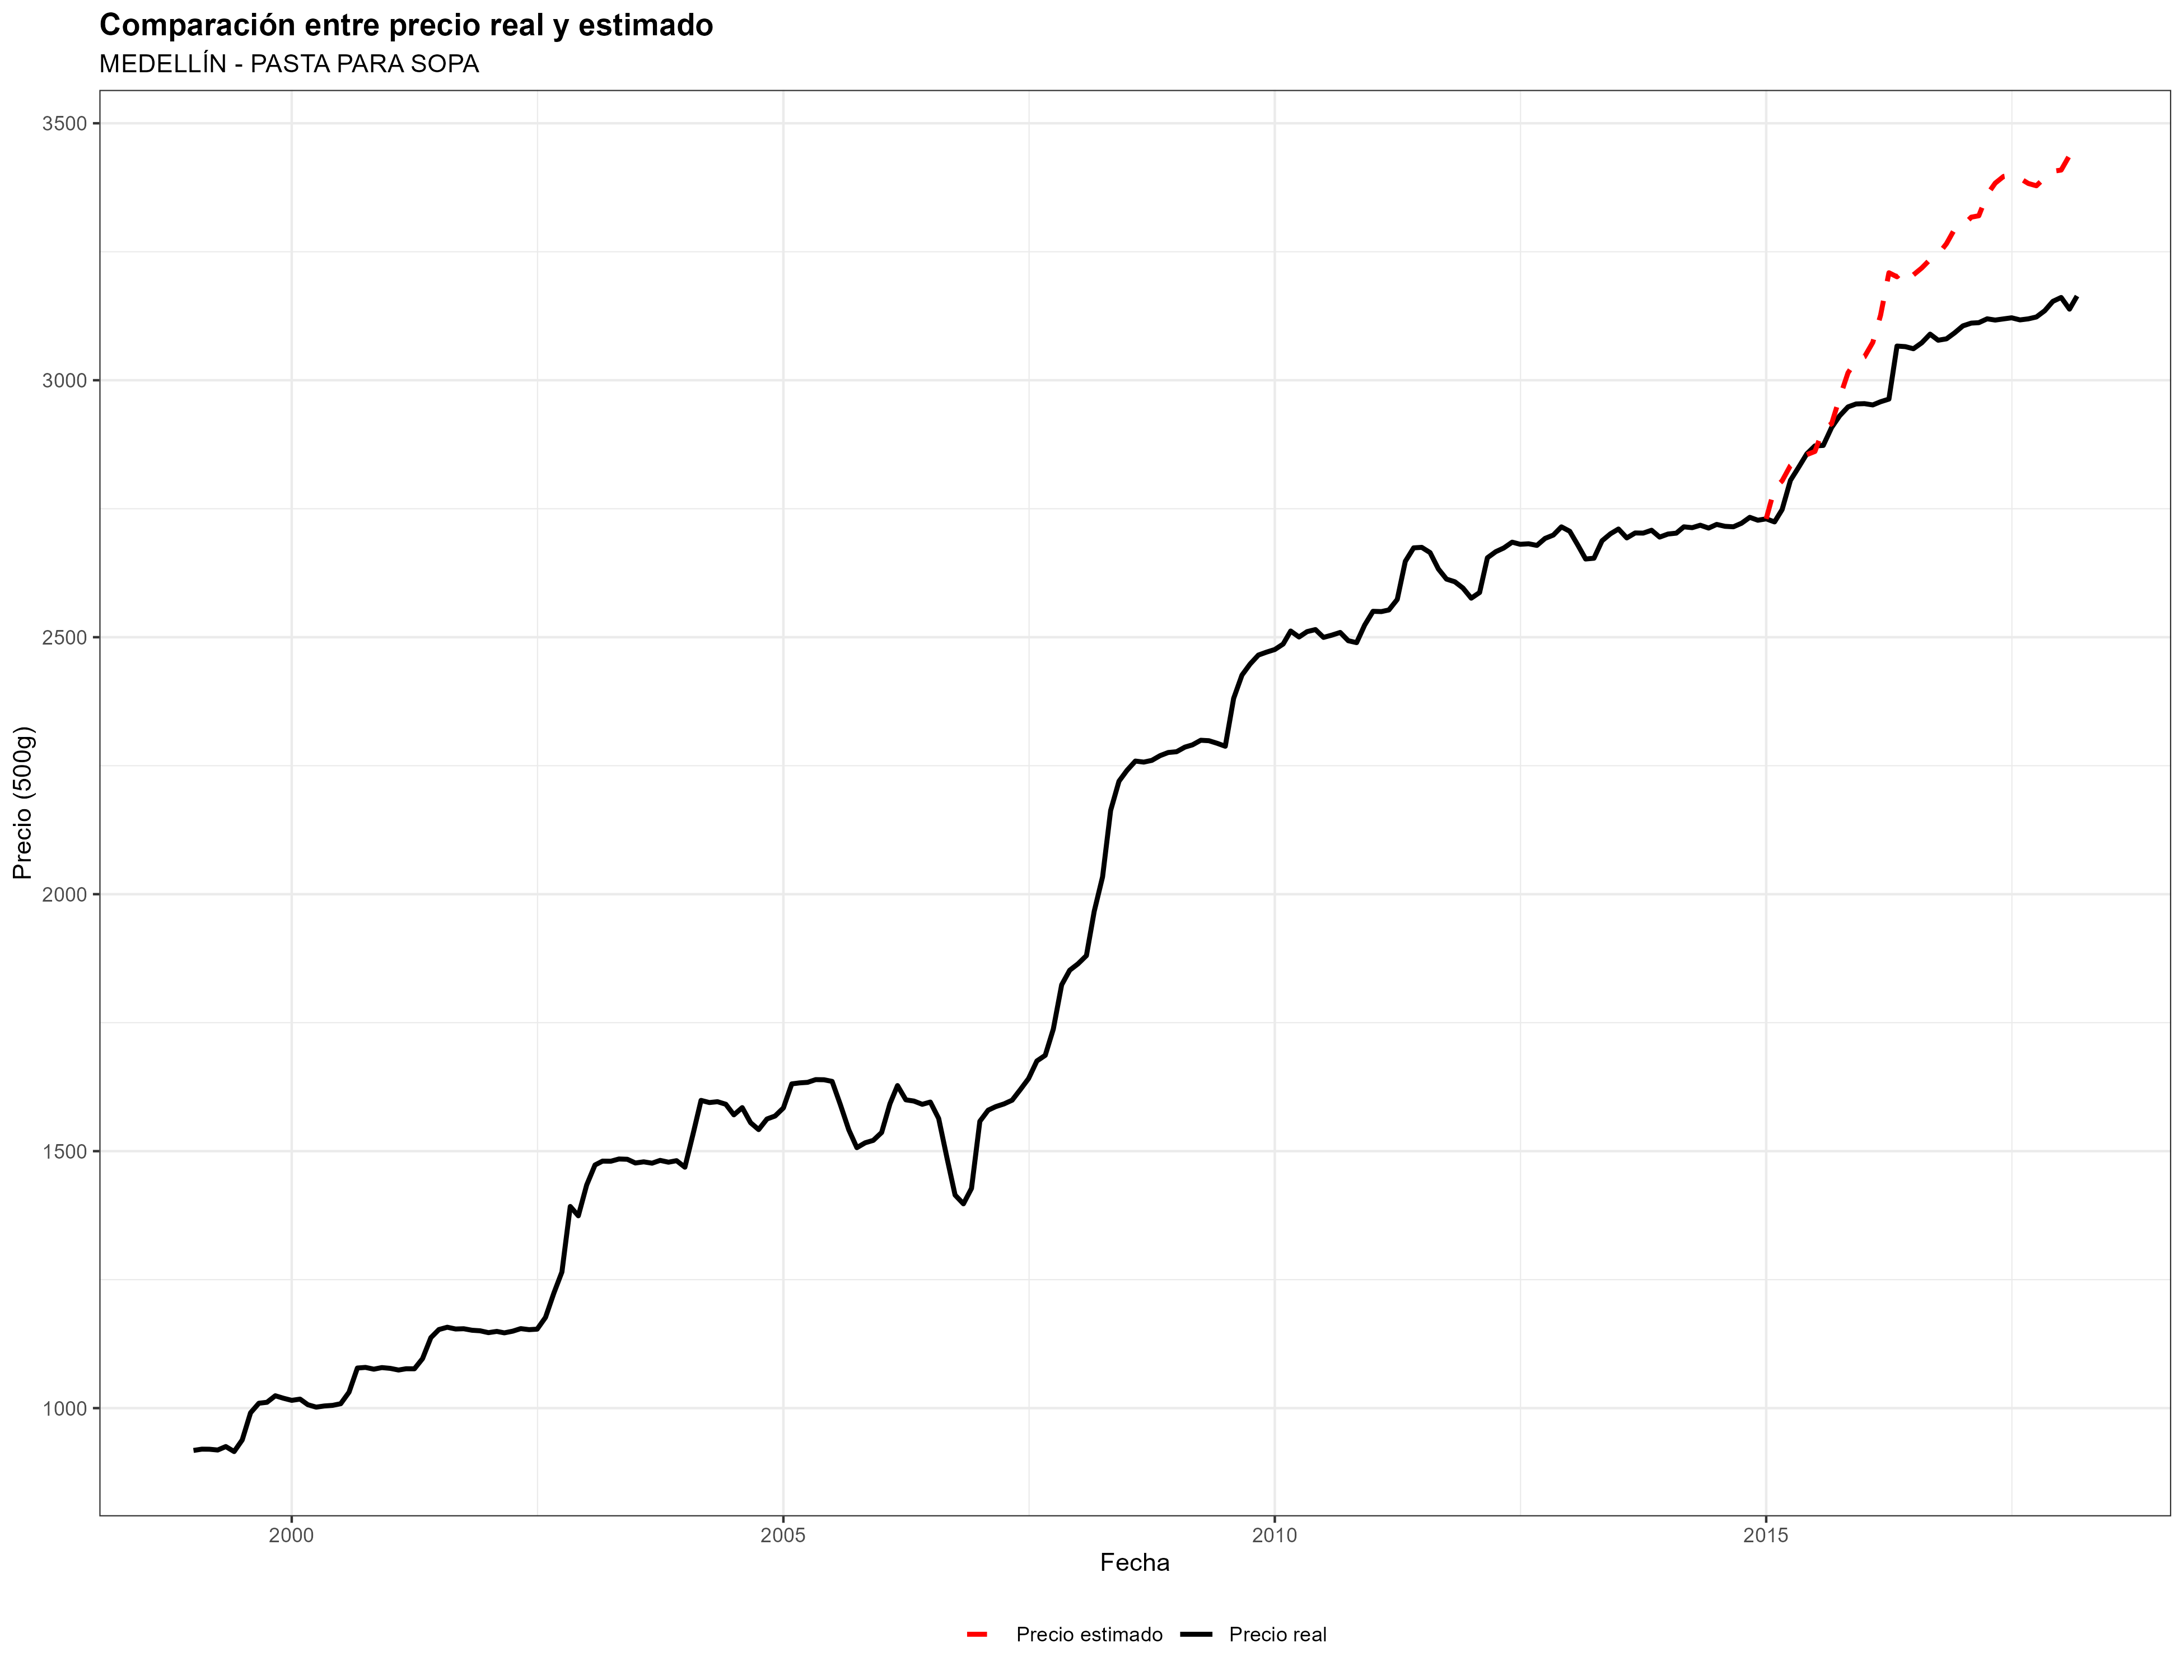 Comparación entre precio real y estimado
MEDELLÍN - PASTA PARA SOPA
Precio (500g)
3500
3000
2500
2000
1500
1000
2000
2005
2010
2015
Fecha
Precio estimado
Precio real